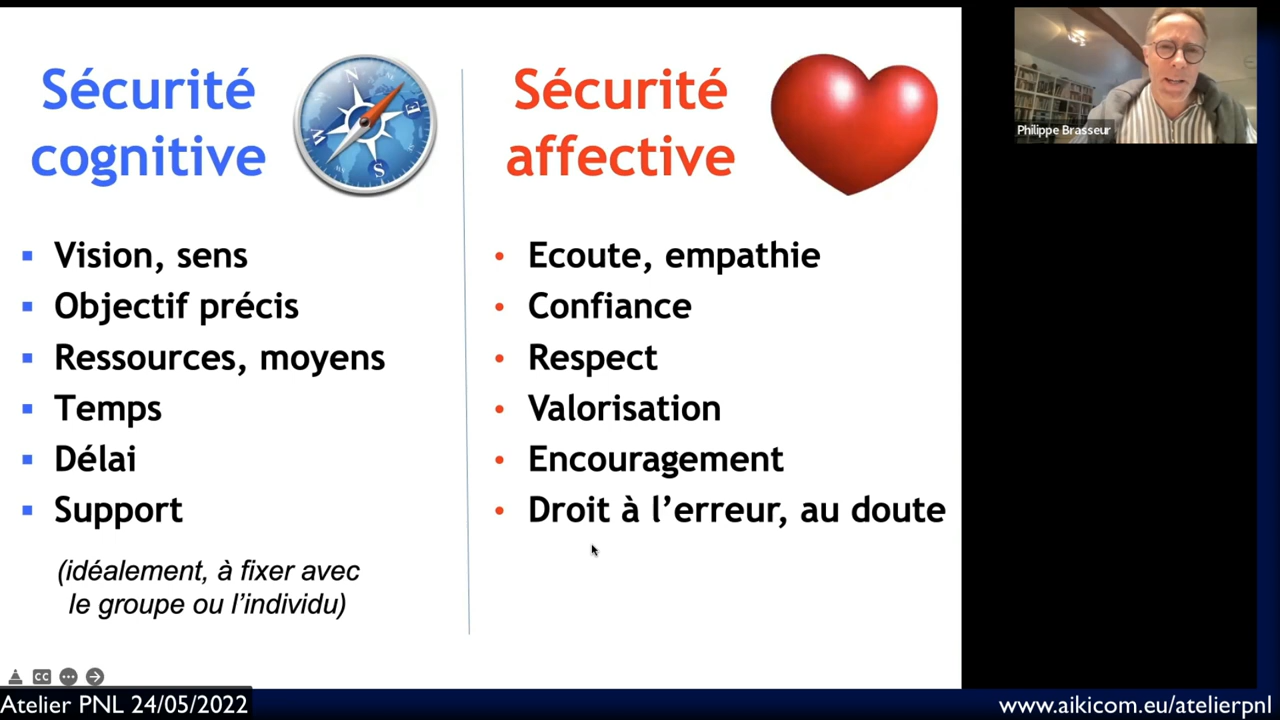 Sécurité
cognitive
N
E
S
W
Sécurité
affective
Vision, sens
Objectif précis
Ressources, moyens
Temps
Délai
Support
(idéalement, à fixer avec
le groupe ou l’individu)
Ecoute, empathie
Confiance
Respect
Valorisation
Encouragement
Droit à l’erreur, au doute
Philippe Brasseur
CC
Atelier PNL 24/05/2022
www.aikicom.eu/atelierpnl